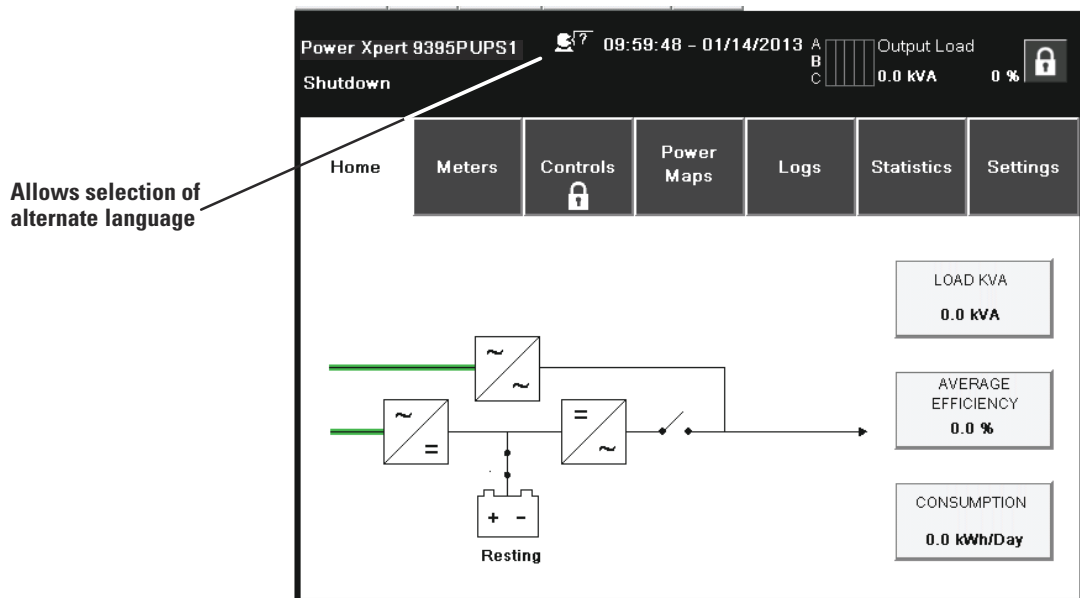 Power Xpert 9395PUPS1
? 09:59:48 - 01/14/2013
Shutdown
A
B
C
Output Load
0.0 kVA 0 %
Home
Meters
Controls
Power
Maps
Logs
Statistics
Settings
Allows selection of
alternate language
LOAD KVA
0.0 kVA
AVERAGE
EFFICIENCY
0.0 %
CONSUMPTION
0.0 kWh/Day
~
~
~
=
=
~
+ -
Resting